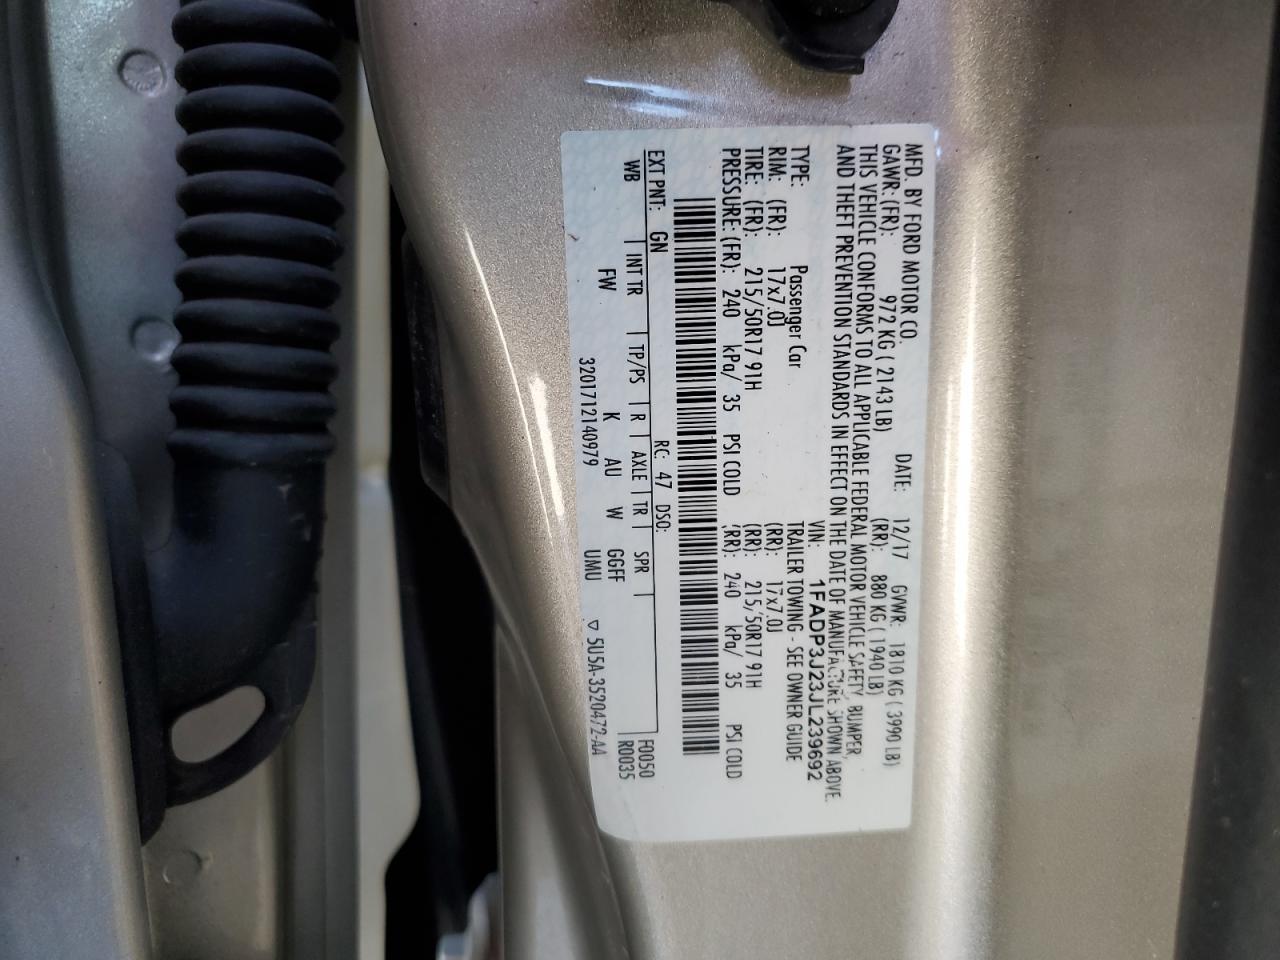 MFD. BY FORD MOTOR CO. DATE: 12/17 GVWR: 1810 KG ( 3990 LB)
GAWR: (FR): 972 KG ( 2143 LB) (RR): 880 KG ( 1940 LB)
THIS VEHICLE CONFORMS TO ALL APPLICABLE FEDERAL MOTOR VEHICLE SAFETY, BUMPER,
AND THEFT PREVENTION STANDARDS IN EFFECT ON THE DATE OF MANUFACTURE SHOWN ABOVE.
VIN: 1FADP3J23JL239692
TYPE: Passenger Car TRAILER TOWING - SEE OWNER GUIDE
RIM: (FR): 17x7.0J (RR): 17x7.0J
TIRE: (FR): 215/50R17 91H (RR): 215/50R17 91H
PRESSURE: (FR): 240 kPa/ 35 PSI COLD (RR): 240 kPa/ 35 PSI COLD
EXT PNT: GN RC: 47 DSO: F0050
WB INT TR TP/PS R AXLE TR SPR R0035
FW K AU W GGFF
3201712140979 UMU ▽ 5U5A-3520472-AA